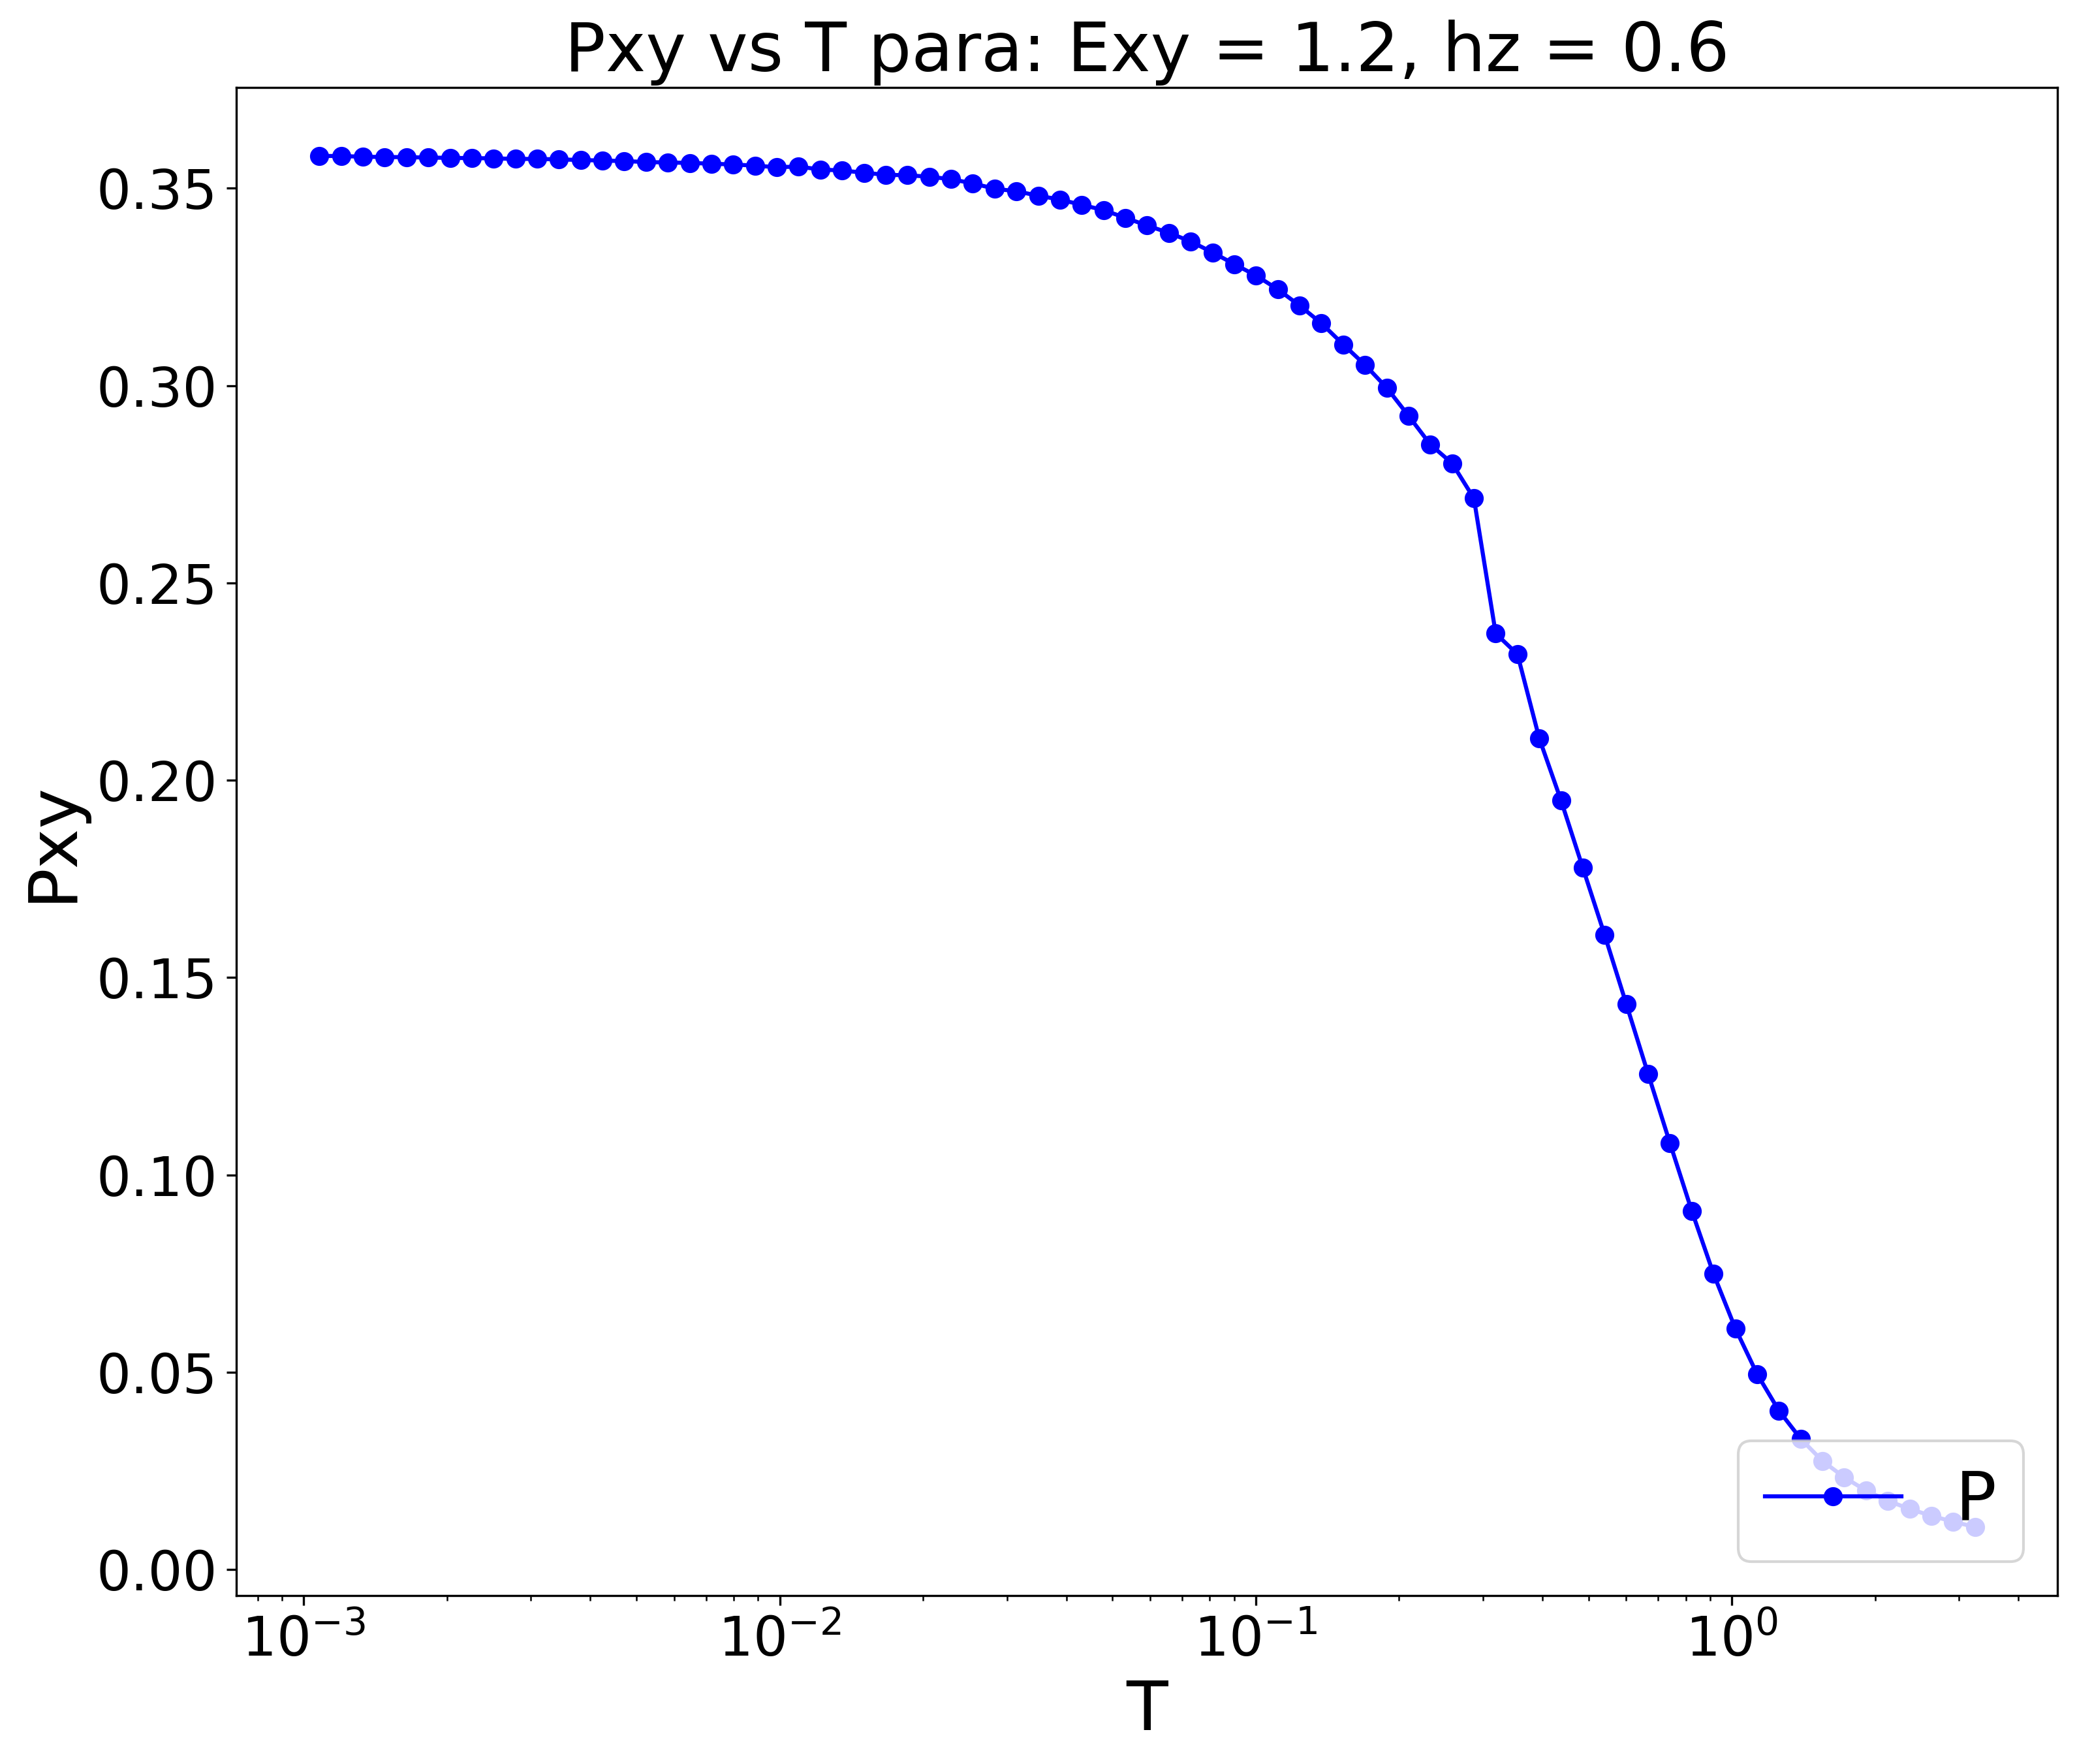 Pxy vs T para: Exy = 1.2, hz = 0.6
Pxy
0.35
0.30
0.25
0.20
0.15
0.10
0.05
0.00
P
10⁻³ 10⁻² 10⁻¹ 10⁰
T